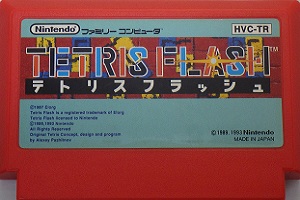 Nintendo ファミリー コンピュータ HVC-TR
TETRIS FLASH™
テトリスフラッシュ
©1987 Elorg
Tetris Flash is a registered trademark of Elorg
Tetris Flash licensed to Nintendo
©1989,1993 Nintendo
All Rights Reserved
Original Tetris Concept, design and program
by Alexey Pazhitnov
©1989,1993 Nintendo
MADE IN JAPAN